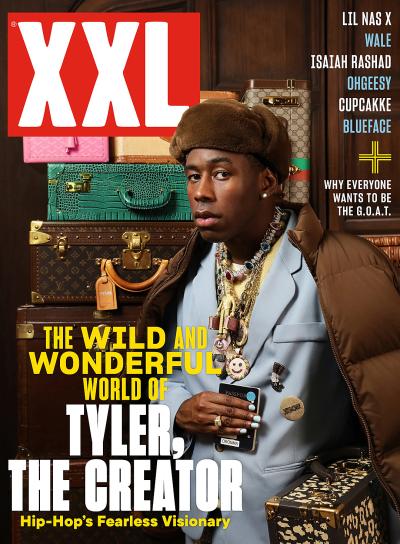 XXL
LIL NAS X
WALE
ISAIAH RASHAD
OHGEESY
CUPCAKKE
BLUEFACE
WHY EVERYONE
WANTS TO BE
THE G.O.A.T.
THE WILD AND
WONDERFUL
WORLD OF
TYLER,
THE CREATOR
Hip-Hop's Fearless Visionary